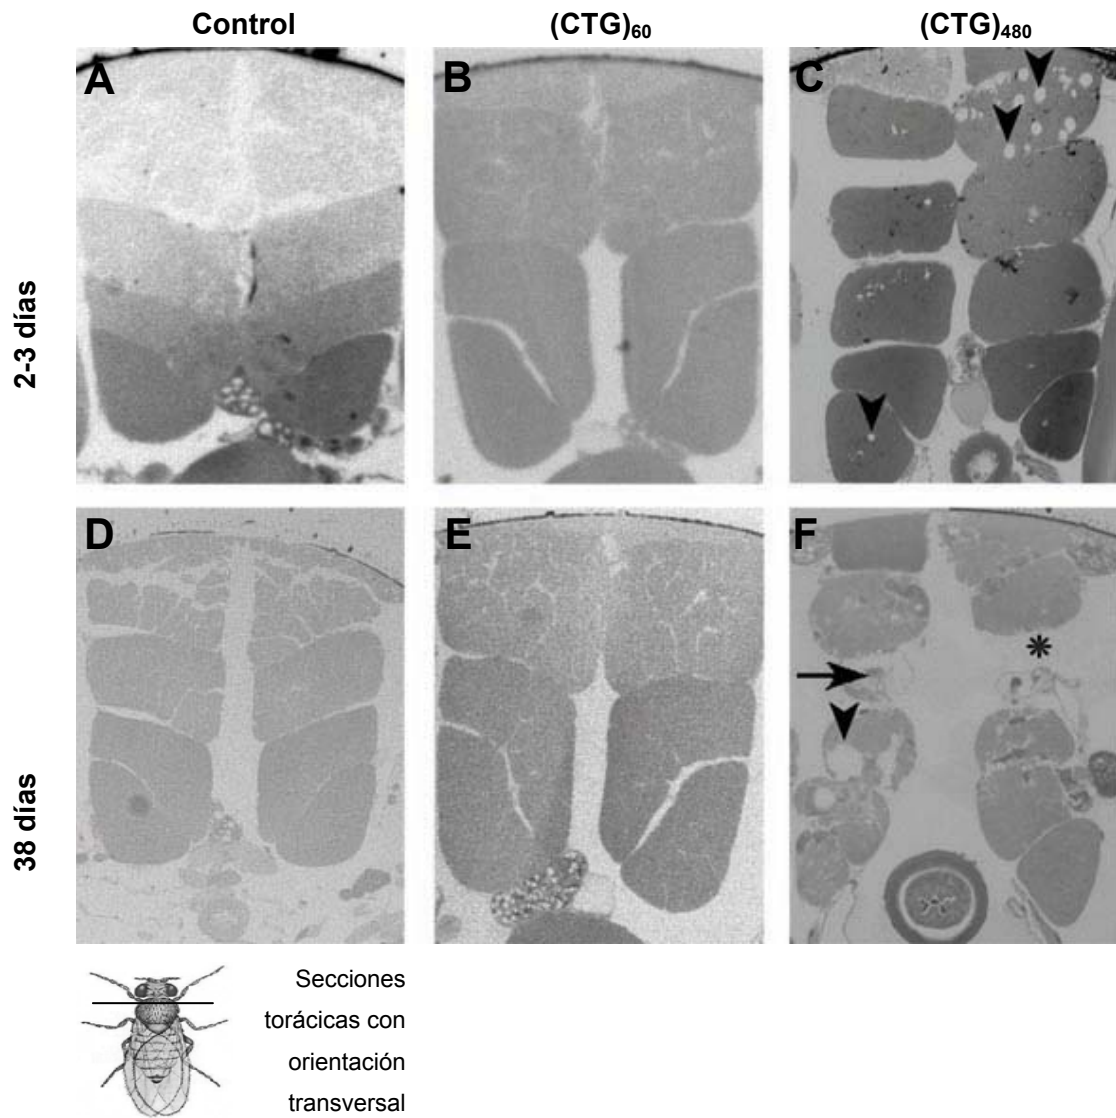 Control (CTG)60 (CTG)480
2-3 días
A B C
38 días
D E F
Secciones
torácicas con
orientación
transversal